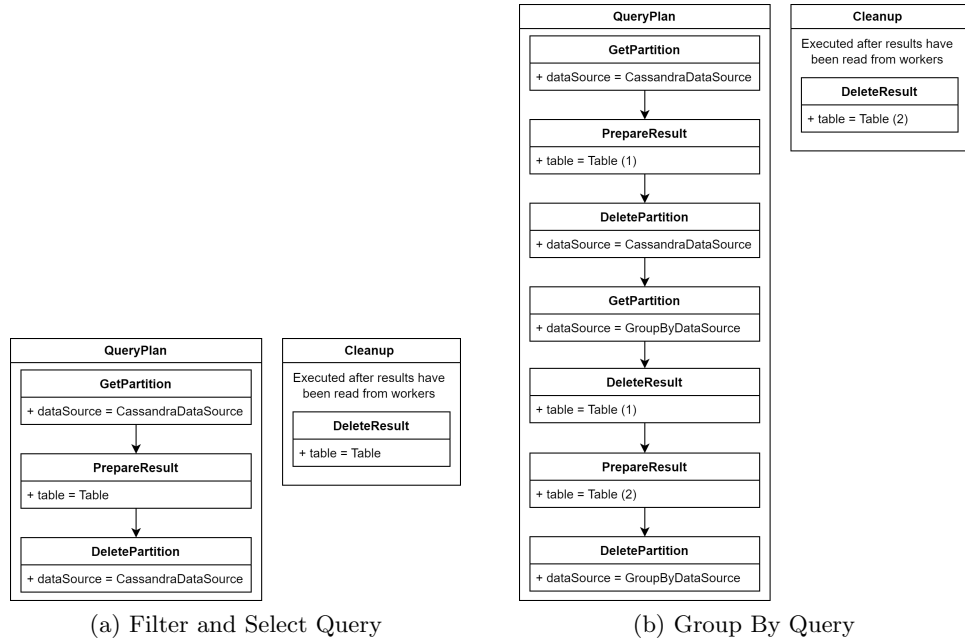 QueryPlan
GetPartition
+ dataSource = CassandraDataSource
PrepareResult
+ table = Table
DeletePartition
+ dataSource = CassandraDataSource
Cleanup
Executed after results have
been read from workers
DeleteResult
+ table = Table
(a) Filter and Select Query
QueryPlan
GetPartition
+ dataSource = CassandraDataSource
PrepareResult
+ table = Table (1)
DeletePartition
+ dataSource = CassandraDataSource
GetPartition
+ dataSource = GroupByDataSource
DeleteResult
+ table = Table (1)
PrepareResult
+ table = Table (2)
DeletePartition
+ dataSource = GroupByDataSource
Cleanup
Executed after results have
been read from workers
DeleteResult
+ table = Table (2)
(b) Group By Query